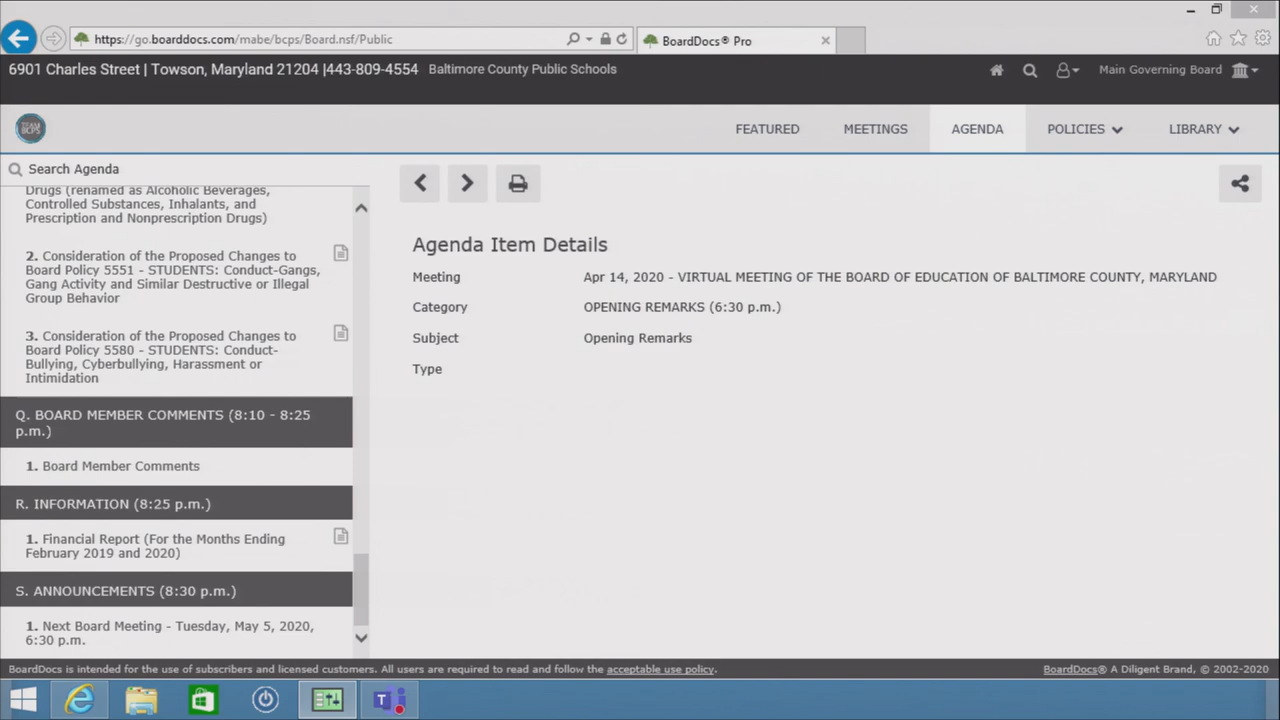 https://go.boarddocs.com/mabe/bcps/Board.nsf/Public
BoardDocs® Pro
6901 Charles Street | Towson, Maryland 21204 |443-809-4554 Baltimore County Public Schools
Main Governing Board
TEAM
BCPS
FEATURED
MEETINGS
AGENDA
POLICIES
LIBRARY
Search Agenda
Drugs (renamed as Alcoholic Beverages,
Controlled Substances, Inhalants, and
Prescription and Nonprescription Drugs)
2. Consideration of the Proposed Changes to
Board Policy 5551 - STUDENTS: Conduct-Gangs,
Gang Activity and Similar Destructive or Illegal
Group Behavior
3. Consideration of the Proposed Changes to
Board Policy 5580 - STUDENTS: Conduct-
Bullying, Cyberbullying, Harassment or
Intimidation
Q. BOARD MEMBER COMMENTS (8:10 - 8:25
p.m.)
1. Board Member Comments
R. INFORMATION (8:25 p.m.)
1. Financial Report (For the Months Ending
February 2019 and 2020)
S. ANNOUNCEMENTS (8:30 p.m.)
1. Next Board Meeting - Tuesday, May 5, 2020,
6:30 p.m.
Agenda Item Details
Meeting Apr 14, 2020 - VIRTUAL MEETING OF THE BOARD OF EDUCATION OF BALTIMORE COUNTY, MARYLAND
Category OPENING REMARKS (6:30 p.m.)
Subject Opening Remarks
Type
BoardDocs is intended for the use of subscribers and licensed customers. All users are required to read and follow the acceptable use policy.
BoardDocs® A Diligent Brand, © 2002-2020